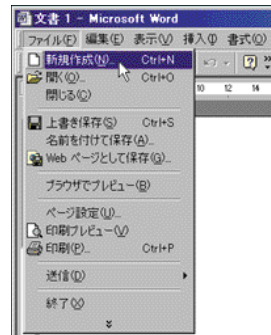 文書 1 - Microsoft Word
ファイル(F) 編集(E) 表示(V) 挿入(I) 書式(O)
新規作成(N)... Ctrl+N
開く(O)... Ctrl+O
閉じる(C)
10 12 14
上書き保存(S) Ctrl+S
名前を付けて保存(A)...
Web ページとして保存(G)...
ブラウザでプレビュー(B)
ページ設定(U)...
印刷プレビュー(V)
印刷(P)... Ctrl+P
送信(D)
終了(X)